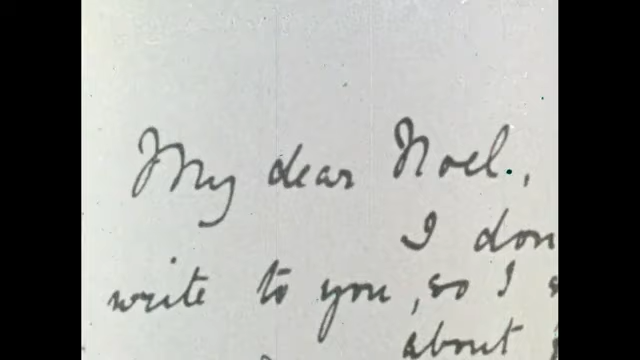 My dear Noel.,
I don
write to you, so I s
about